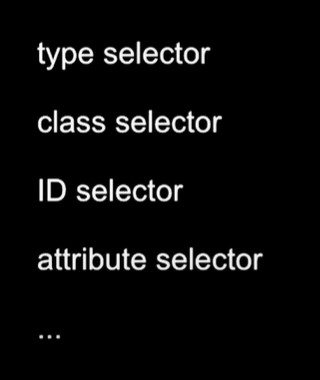 type selector
class selector
ID selector
attribute selector
...